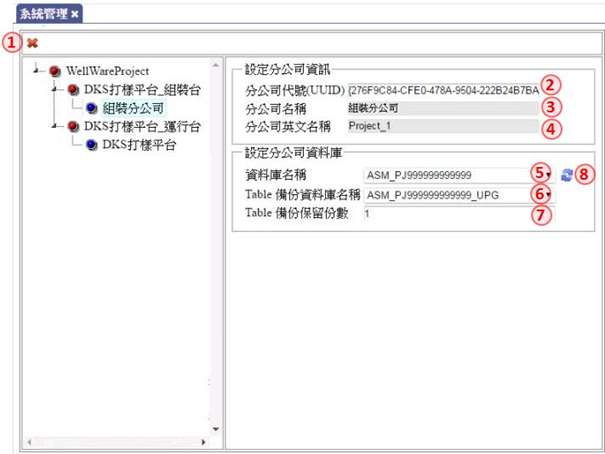 系統管理 ×
①
WellWareProject
DKS打樣平台_組裝台
組裝分公司
DKS打樣平台_運行台
DKS打樣平台
設定分公司資訊
分公司代號(UUID) {276F9C84-CFE0-478A-9504-222B24B7BA ②
分公司名稱 組裝分公司 ③
分公司英文名稱 Project_1 ④
設定分公司資料庫
資料庫名稱 ASM_PJ999999999999 ⑤ ⑧
Table 備份資料庫名稱 ASM_PJ999999999999_UPG ⑥
Table 備份保留份數 1 ⑦